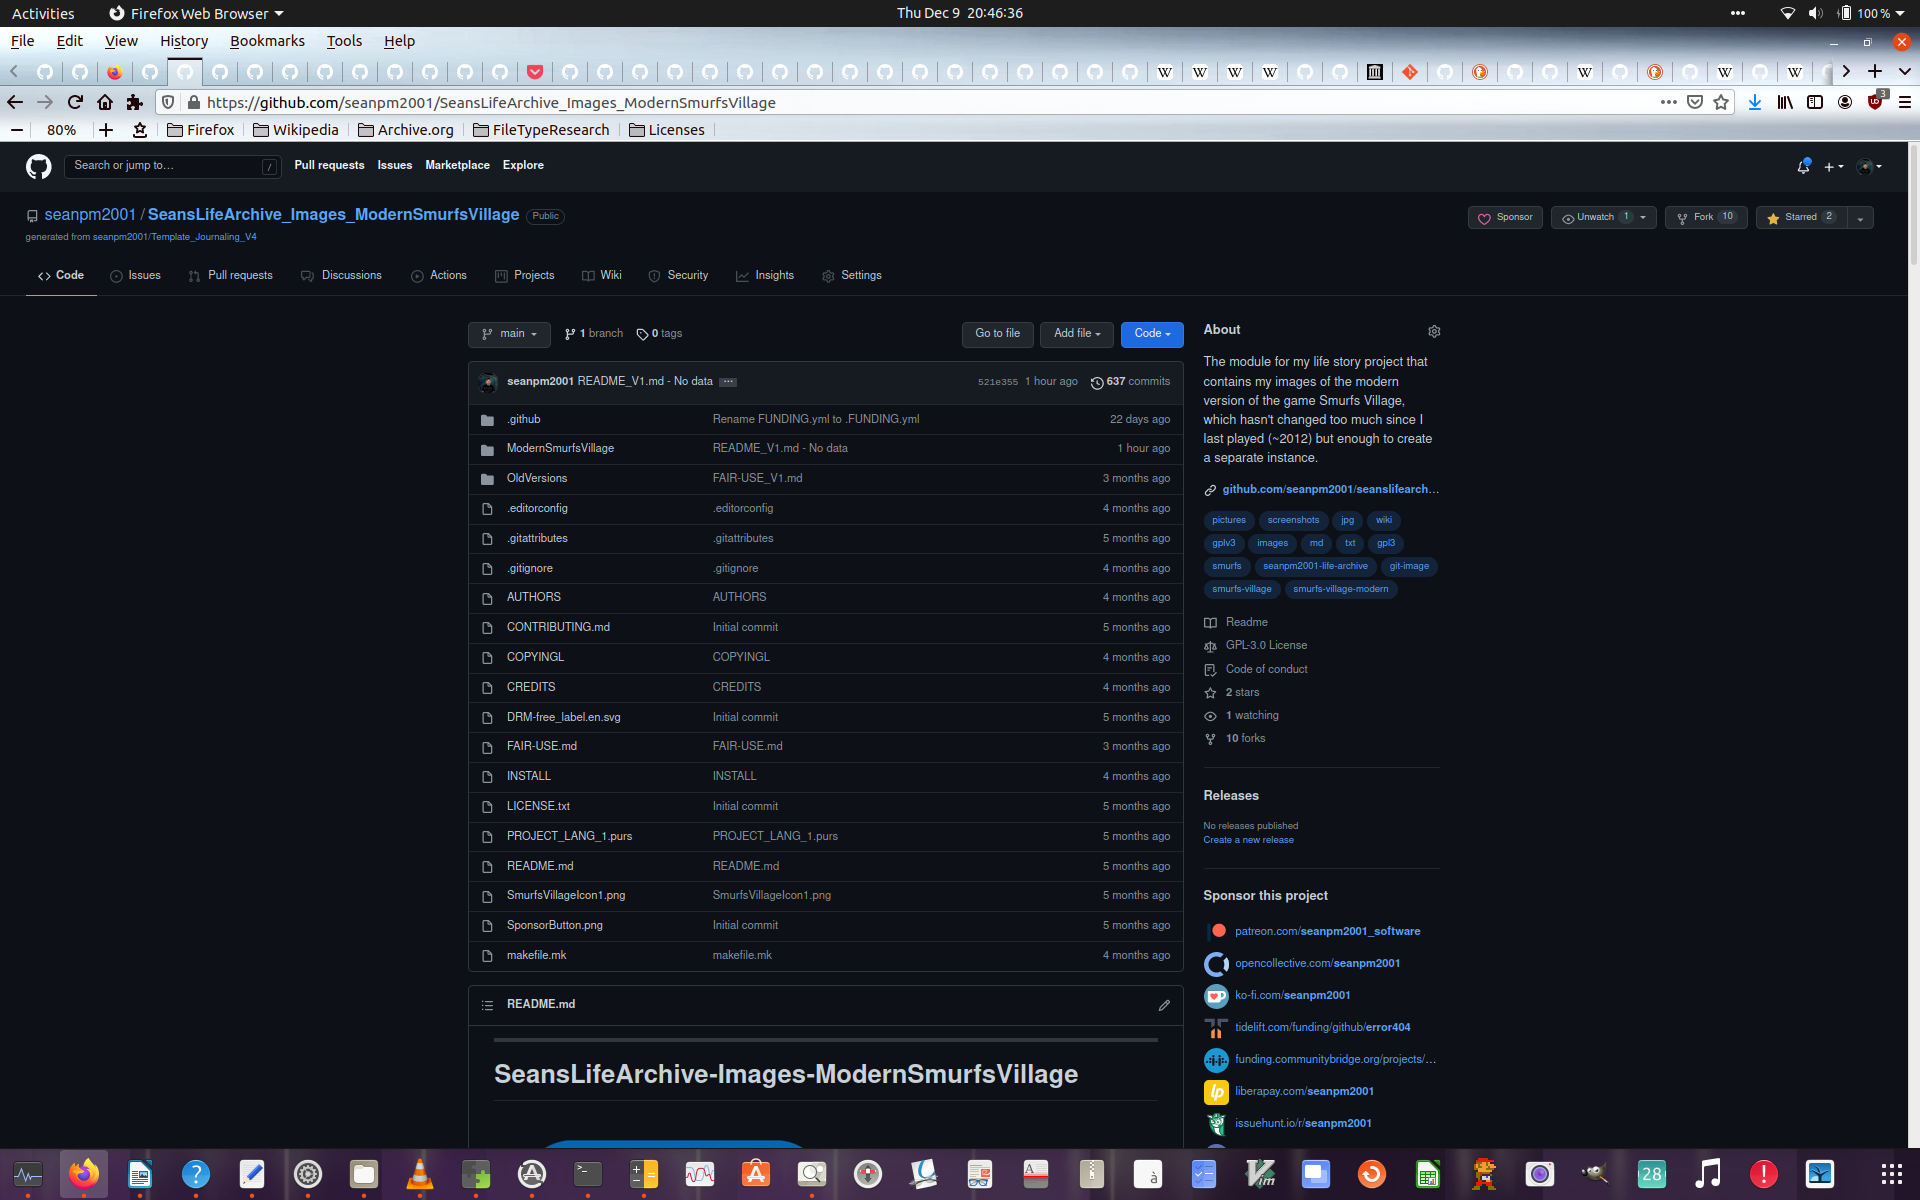 Activities Firefox Web Browser Thu Dec 9 20:46:36 100 %
File Edit View History Bookmarks Tools Help
https://github.com/seanpm2001/SeansLifeArchive_Images_ModernSmurfsVillage 3
80% Firefox Wikipedia Archive.org FileTypeResearch Licenses
Search or jump to… / Pull requests Issues Marketplace Explore
seanpm2001 / SeansLifeArchive_Images_ModernSmurfsVillage Public
Sponsor Unwatch 1 Fork 10 Starred 2
generated from seanpm2001/Template_Journaling_V4
Code Issues Pull requests Discussions Actions Projects Wiki Security Insights Settings
main 1 branch 0 tags Go to file Add file Code
seanpm2001 README_V1.md - No data 521e355 1 hour ago 637 commits
.github Rename FUNDING.yml to .FUNDING.yml 22 days ago
ModernSmurfsVillage README_V1.md - No data 1 hour ago
OldVersions FAIR-USE_V1.md 3 months ago
.editorconfig .editorconfig 4 months ago
.gitattributes .gitattributes 5 months ago
.gitignore .gitignore 4 months ago
AUTHORS AUTHORS 4 months ago
CONTRIBUTING.md Initial commit 5 months ago
COPYINGL COPYINGL 4 months ago
CREDITS CREDITS 4 months ago
DRM-free_label.en.svg Initial commit 5 months ago
FAIR-USE.md FAIR-USE.md 3 months ago
INSTALL INSTALL 4 months ago
LICENSE.txt Initial commit 5 months ago
PROJECT_LANG_1.purs PROJECT_LANG_1.purs 5 months ago
README.md README.md 5 months ago
SmurfsVillageIcon1.png SmurfsVillageIcon1.png 5 months ago
SponsorButton.png Initial commit 5 months ago
makefile.mk makefile.mk 4 months ago
README.md
SeansLifeArchive-Images-ModernSmurfsVillage
About
The module for my life story project that
contains my images of the modern
version of the game Smurfs Village,
which hasn't changed too much since I
last played (~2012) but enough to create
a separate instance.
github.com/seanpm2001/seanslifearch…
pictures screenshots jpg wiki
gplv3 images md txt gpl3
smurfs seanpm2001-life-archive git-image
smurfs-village smurfs-village-modern
Readme
GPL-3.0 License
Code of conduct
2 stars
1 watching
10 forks
Releases
No releases published
Create a new release
Sponsor this project
patreon.com/seanpm2001_software
opencollective.com/seanpm2001
ko-fi.com/seanpm2001
tidelift.com/funding/github/error404
funding.communitybridge.org/projects/…
liberapay.com/seanpm2001
issuehunt.io/r/seanpm2001
28